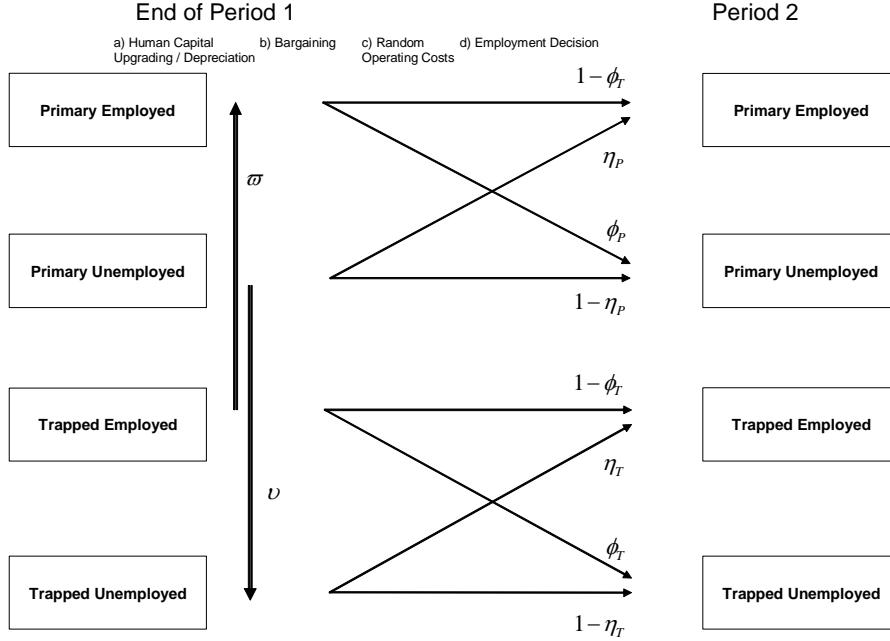 End of Period 1
Period 2
a) Human Capital Upgrading / Depreciation
b) Bargaining
c) Random Operating Costs
d) Employment Decision
Primary Employed
1 − ϕ_T
Primary Employed
ϖ
η_P
ϕ_P
Primary Unemployed
Primary Unemployed
1 − η_P
1 − ϕ_T
Trapped Employed
Trapped Employed
η_T
υ
ϕ_T
Trapped Unemployed
Trapped Unemployed
1 − η_T